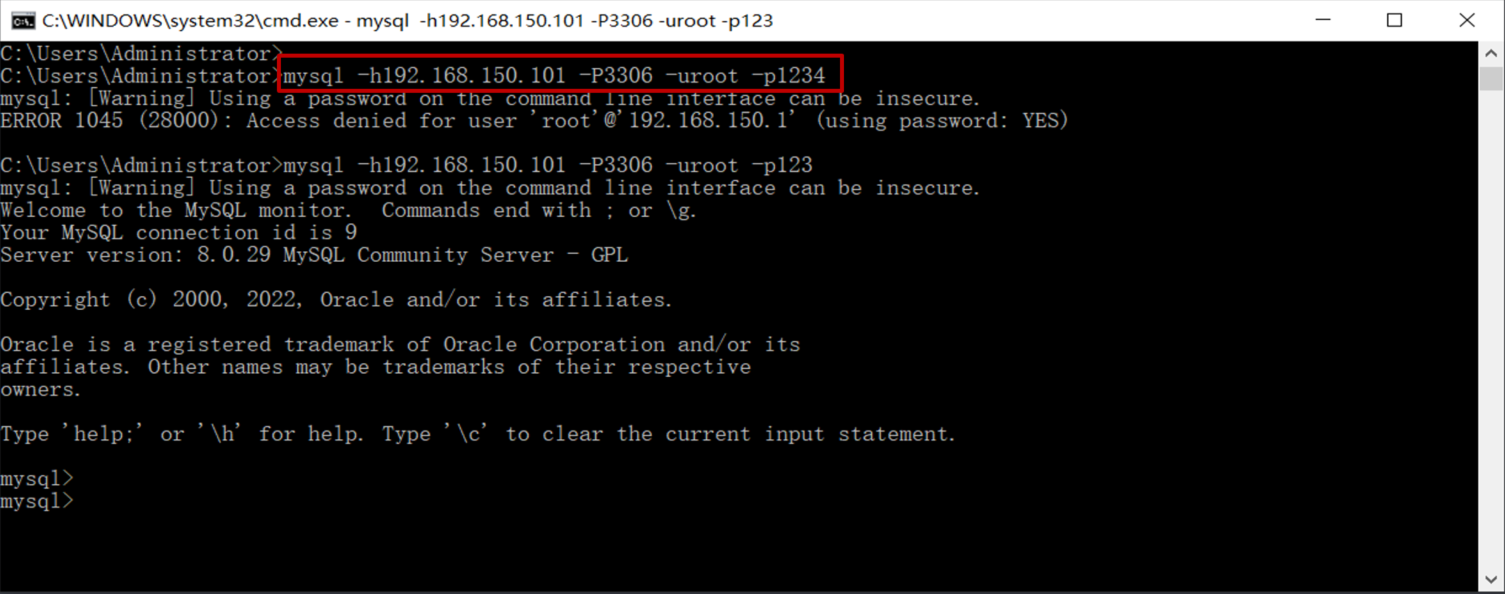 C:\WINDOWS\system32\cmd.exe - mysql  -h192.168.150.101 -P3306 -uroot -p123
C:\Users\Administrator>
C:\Users\Administrator>mysql -h192.168.150.101 -P3306 -uroot -p1234
mysql: [Warning] Using a password on the command line interface can be insecure.
ERROR 1045 (28000): Access denied for user 'root'@'192.168.150.1' (using password: YES)
C:\Users\Administrator>mysql -h192.168.150.101 -P3306 -uroot -p123
mysql: [Warning] Using a password on the command line interface can be insecure.
Welcome to the MySQL monitor.  Commands end with ; or \g.
Your MySQL connection id is 9
Server version: 8.0.29 MySQL Community Server - GPL
Copyright (c) 2000, 2022, Oracle and/or its affiliates.
Oracle is a registered trademark of Oracle Corporation and/or its
affiliates. Other names may be trademarks of their respective
owners.
Type 'help;' or '\h' for help. Type '\c' to clear the current input statement.
mysql>
mysql>